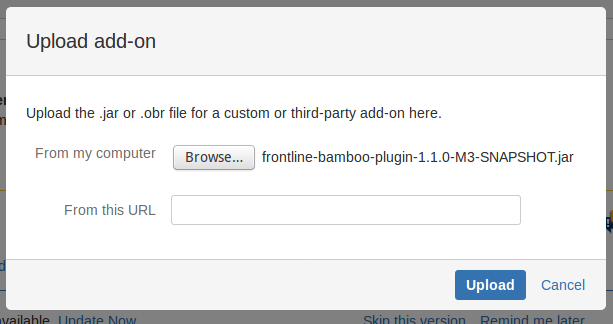 Upload add-on
Upload the .jar or .obr file for a custom or third-party add-on here.
From my computer Browse... frontline-bamboo-plugin-1.1.0-M3-SNAPSHOT.jar
From this URL
Upload Cancel
Update Now Skip this version Remind me later